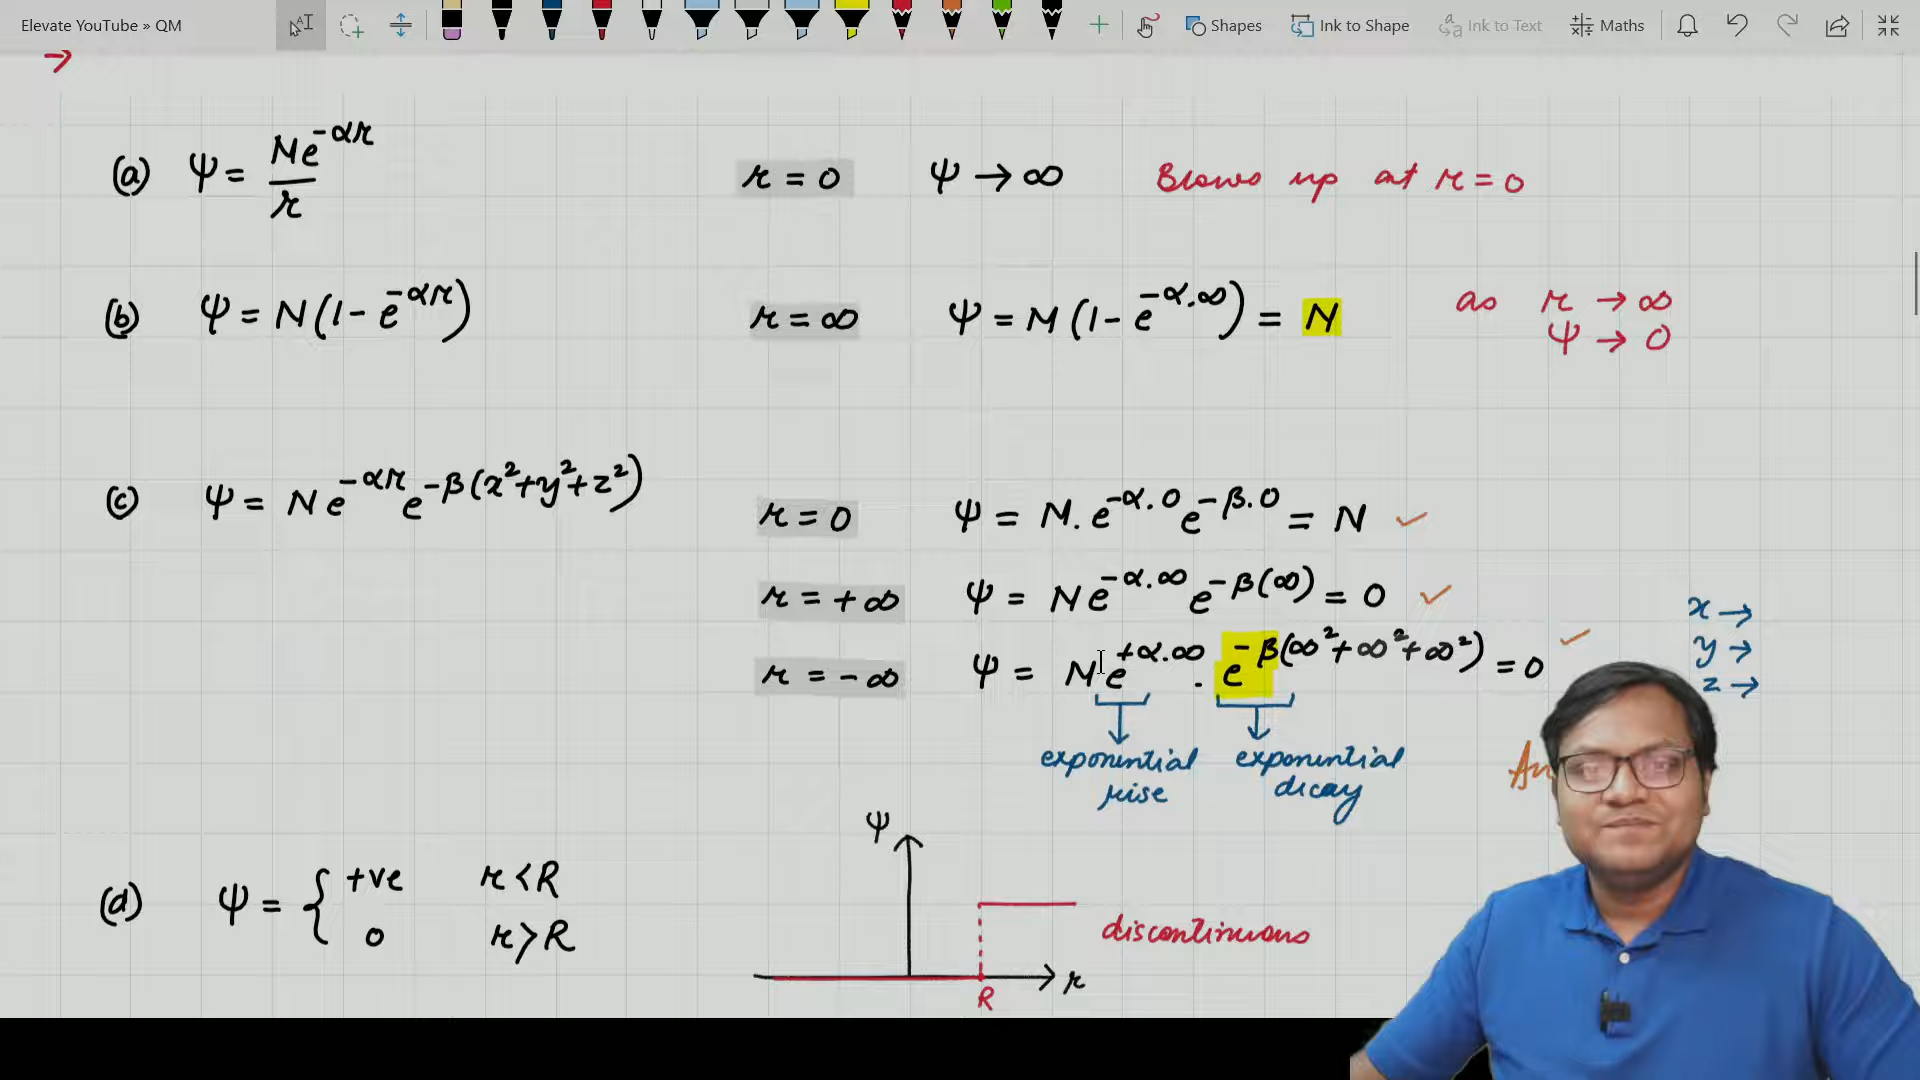 Elevate YouTube » QM
Shapes
Ink to Shape
Ink to Text
Maths
(a) Ψ = Ne^{-αr}/r
r = 0
Ψ → ∞
Blows up at r = 0
(b) Ψ = N(1 - e^{-αr})
r = ∞
Ψ = N(1 - e^{-α.∞}) = N
as r → ∞
Ψ → 0
(c) Ψ = Ne^{-αr}e^{-β(x²+y²+z²)}
r = 0
Ψ = N. e^{-α.0}e^{-β.0} = N ✓
r = +∞
Ψ = Ne^{-α.∞}e^{-β(∞)} = 0 ✓
r = -∞
Ψ = Ne^{+α.∞} . e^{-β(∞²+∞²+∞²)} = 0 ✓
x →
y →
z →
exponential
rise
exponential
decay
(d) Ψ = { +ve r < R
0 r > R
Ψ
discontinuous
r
R